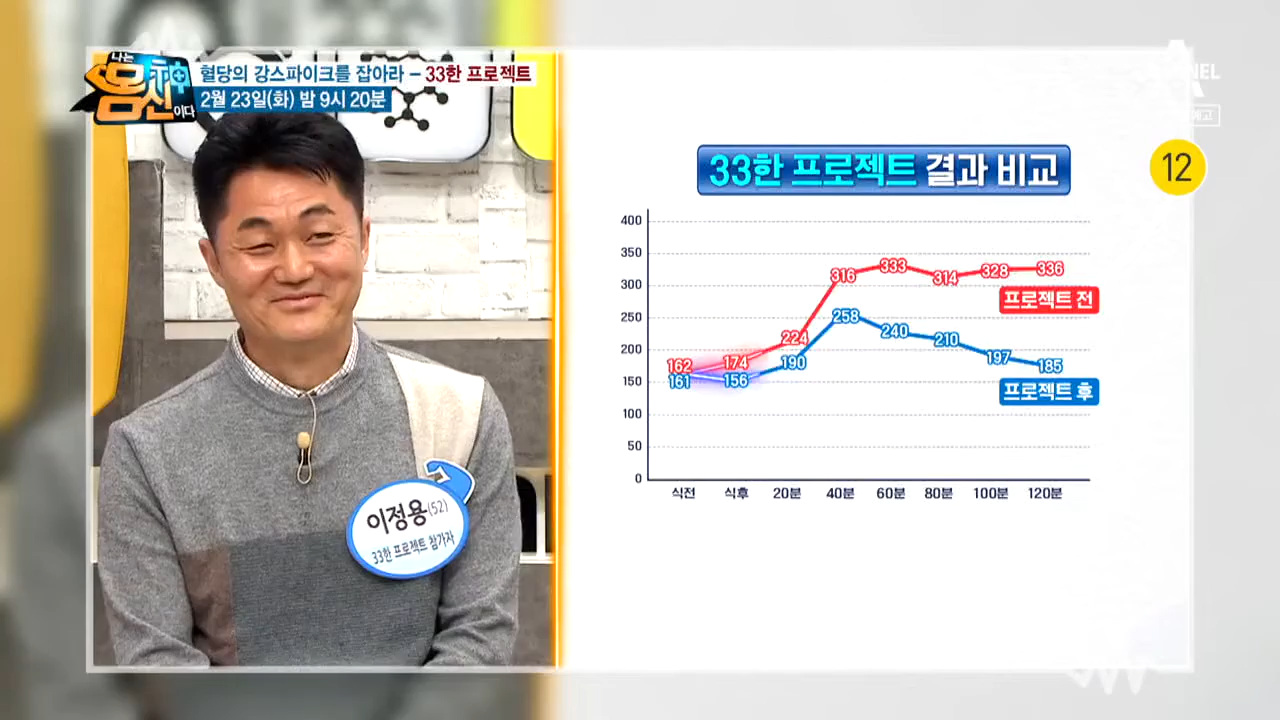 나는
몸神
신이다
혈당의 강스파이크를 잡아라 – 33한 프로젝트
2월 23일(화) 밤 9시 20분
이정용(52)
33한 프로젝트 참가자
12
33한 프로젝트 결과 비교
400
350
300
250
200
150
100
50
0
316 333 314 328 336
프로젝트 전
162 174 224
258 240 210 197 185
161 156 190
프로젝트 후
식전 식후 20분 40분 60분 80분 100분 120분